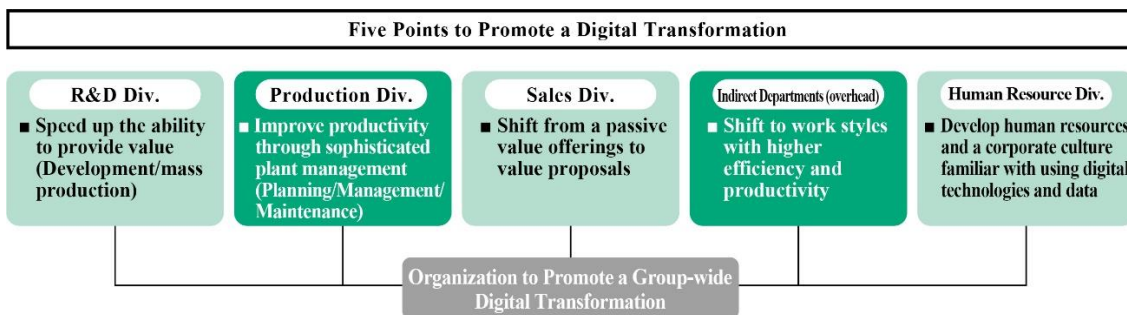 Five Points to Promote a Digital Transformation
R&D Div.
■ Speed up the ability
to provide value
(Development/mass
production)
Production Div.
■ Improve productivity
through sophisticated
plant management
(Planning/Management/
Maintenance)
Sales Div.
■ Shift from a passive
value offerings to
value proposals
Indirect Departments (overhead)
■ Shift to work styles
with higher
efficiency and
productivity
Human Resource Div.
■ Develop human resources
and a corporate culture
familiar with using digital
technologies and data
Organization to Promote a Group-wide
Digital Transformation